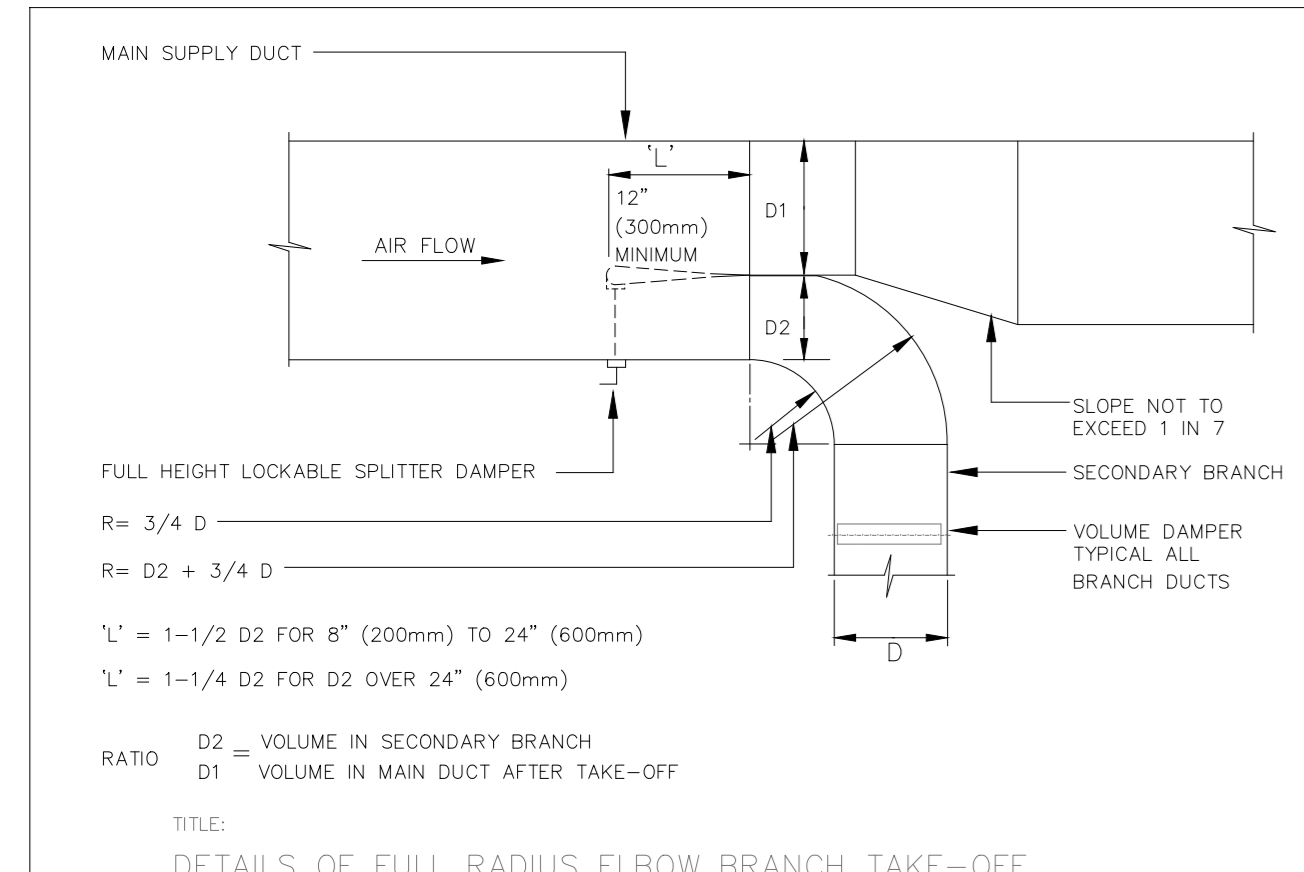 MAIN SUPPLY DUCT
‘L’
12”
(300mm)
MINIMUM
D1
AIR FLOW
D2
SLOPE NOT TO
EXCEED 1 IN 7
FULL HEIGHT LOCKABLE SPLITTER DAMPER
SECONDARY BRANCH
R= 3/4 D
VOLUME DAMPER
TYPICAL ALL
BRANCH DUCTS
R= D2 + 3/4 D
‘L’ = 1-1/2 D2 FOR 8” (200mm) TO 24” (600mm)
D
‘L’ = 1-1/4 D2 FOR D2 OVER 24” (600mm)
RATIO
D2 = VOLUME IN SECONDARY BRANCH
D1 VOLUME IN MAIN DUCT AFTER TAKE-OFF
TITLE:
DETAILS OF FULL RADIUS ELBOW BRANCH TAKE-OFF